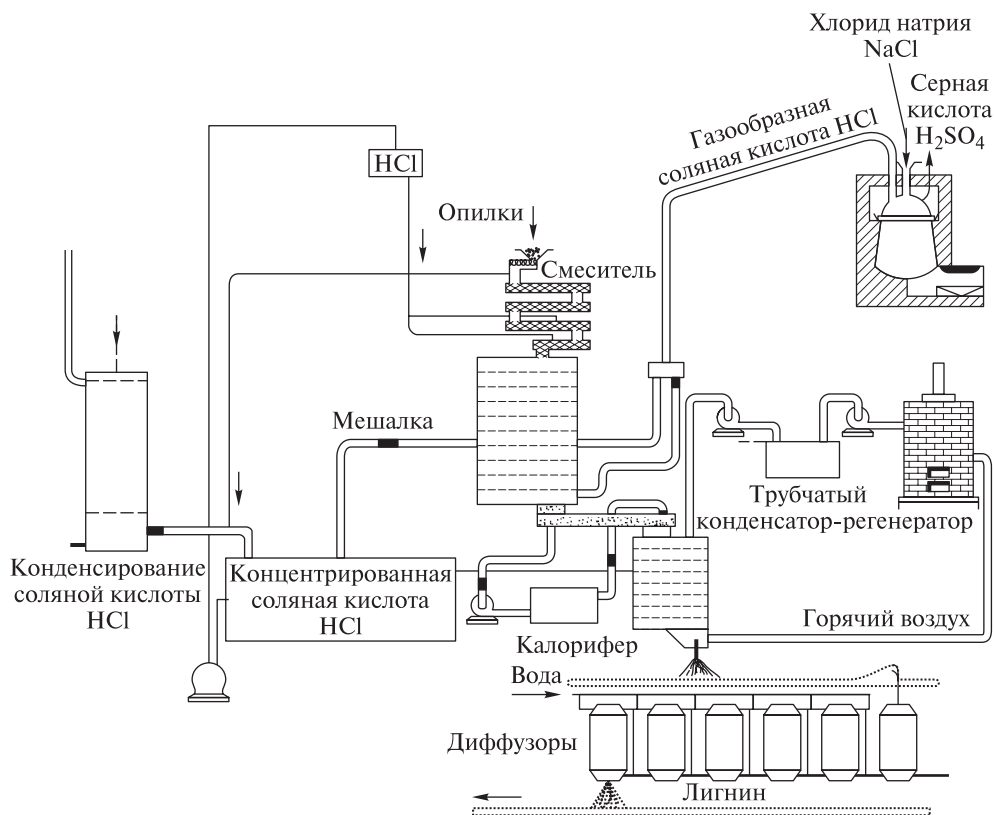 Хлорид натрия
NaCl
Серная
кислота
H₂SO₄
Газообразная
соляная кислота HCl
HCl
Опилки
Смеситель
Мешалка
Трубчатый
конденсатор-регенератор
Конденсирование
соляной кислоты
HCl
Концентрированная
соляная кислота
HCl
Калорифер
Горячий воздух
Вода
Диффузоры
Лигнин